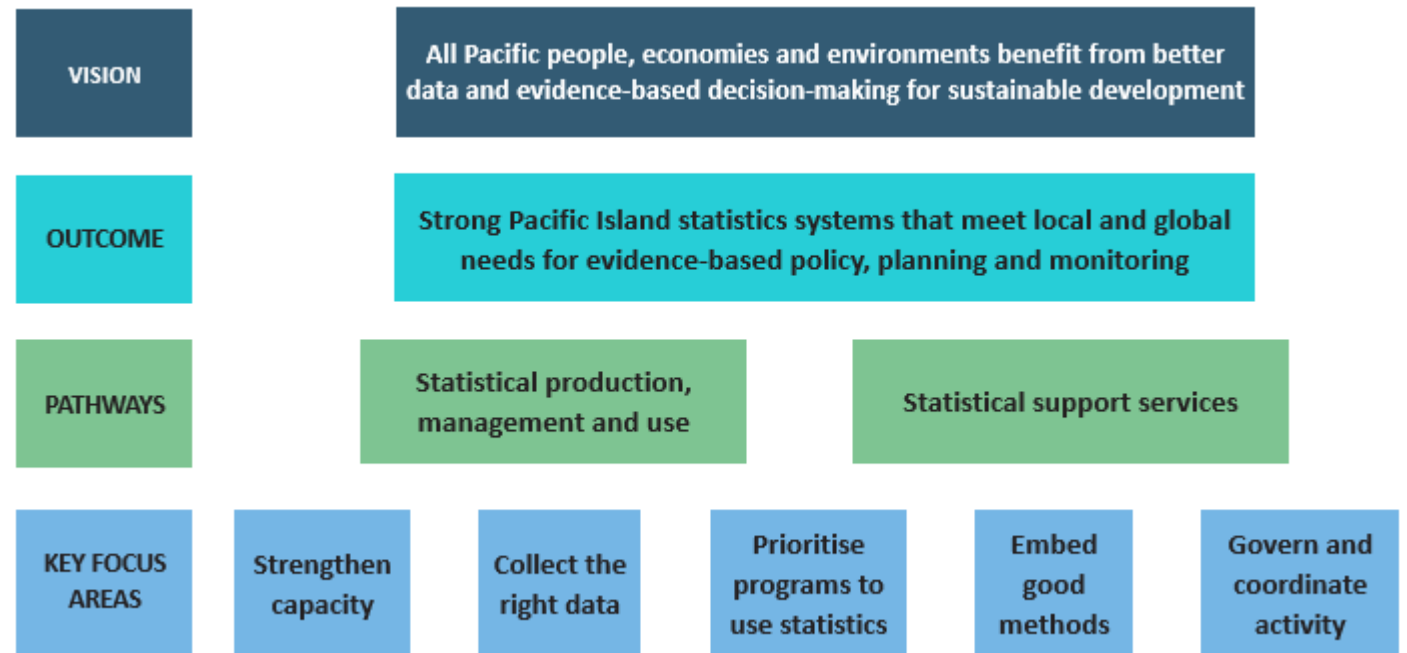 VISION
All Pacific people, economies and environments benefit from better
data and evidence-based decision-making for sustainable development
OUTCOME
Strong Pacific Island statistics systems that meet local and global
needs for evidence-based policy, planning and monitoring
PATHWAYS
Statistical production,
management and use
Statistical support services
KEY FOCUS
AREAS
Strengthen
capacity
Collect the
right data
Prioritise
programs to
use statistics
Embed
good
methods
Govern and
coordinate
activity